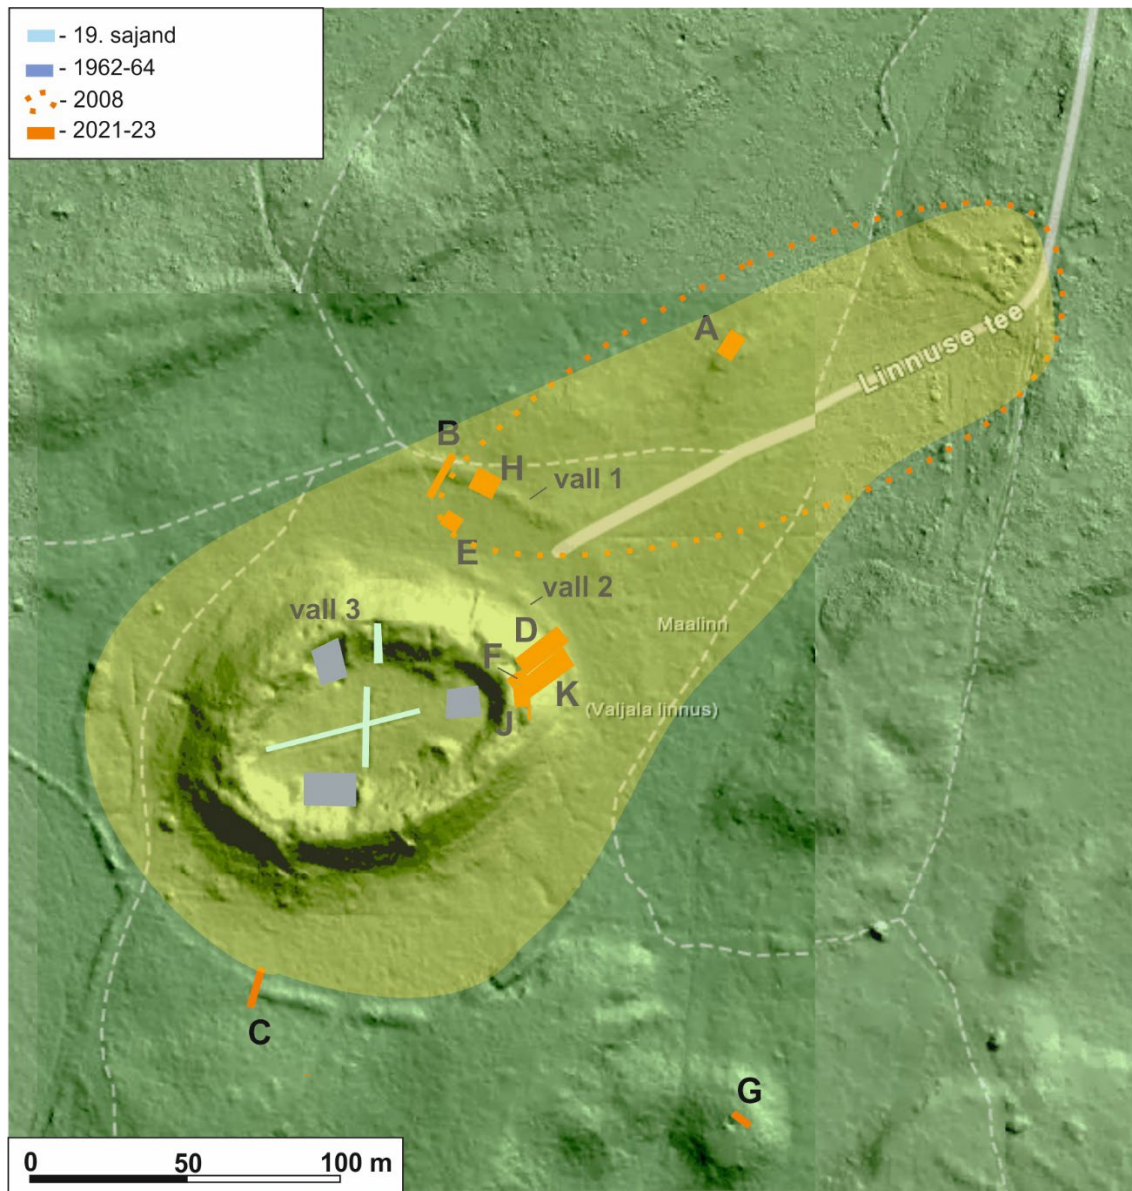 - 19. sajand
- 1962-64
- 2008
- 2021-23
A
Linnuse tee
B
H
vall 1
E
vall 2
vall 3
D
Maalinn
F
K
(Valjala linnus)
J
C
G
0 50 100 m